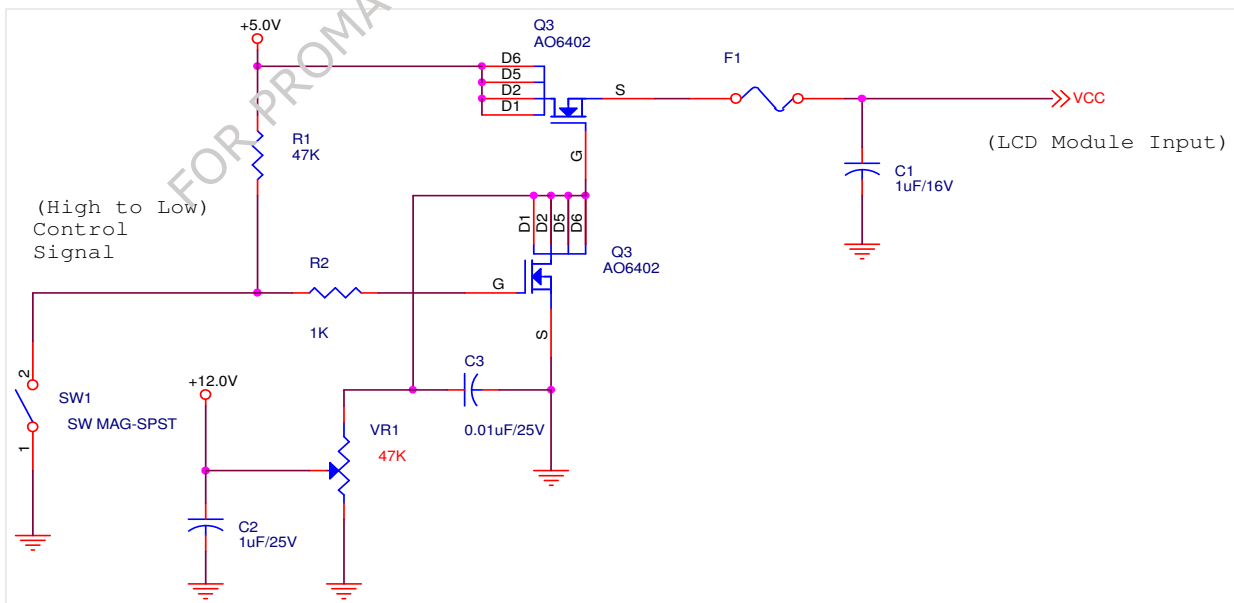 FOR PROMA
+5.0V
Q3
AO6402
D6
D5
D2
D1
S
G
F1
VCC
(LCD Module Input)
R1
47K
C1
1uF/16V
(High to Low)
Control
Signal
D1
D2
D5
D6
Q3
AO6402
R2
1K
G
S
2
SW1
SW MAG-SPST
1
+12.0V
C3
0.01uF/25V
VR1
47K
C2
1uF/25V